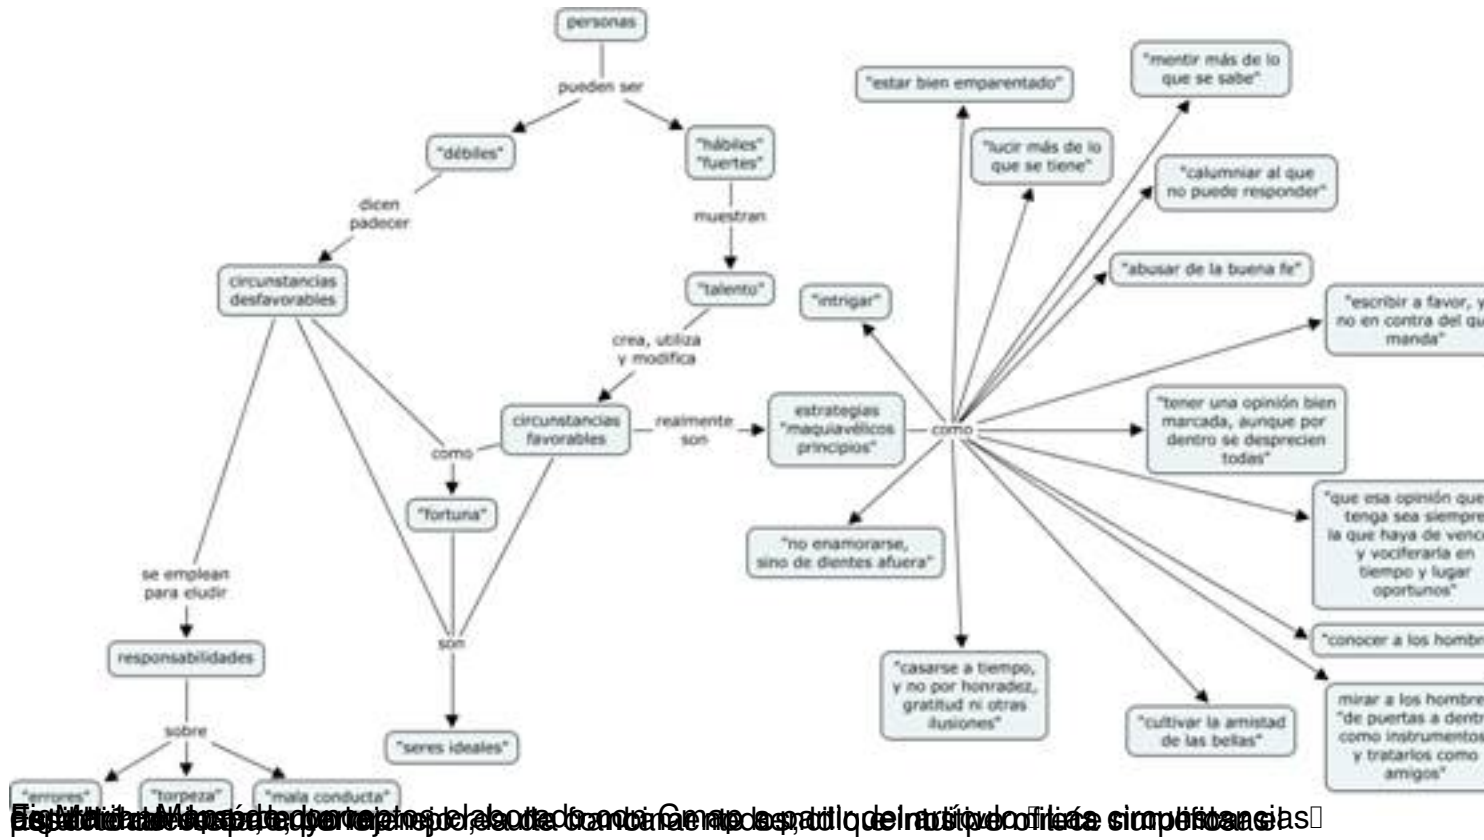 personas
pueden ser
"débiles"
"hábiles"
"fuertes"
dicen
padecer
muestran
circunstancias
desfavorables
"talento"
crea, utiliza
y modifica
circunstancias
favorables
realmente
son
estrategias
"maquiavélicos
principios"
como
como
"fortuna"
se emplean
para eludir
son
responsabilidades
sobre
"seres ideales"
"errores"
"torpeza"
"mala conducta"
"estar bien emparentado"
"mentir más de lo
que se sabe"
"lucir más de lo
que se tiene"
"calumniar al que
no puede responder"
"abusar de la buena fe"
"intrigar"
"escribir a favor, y
no en contra del
manda"
"tener una opinión bien
marcada, aunque por
dentro se desprecien
todas"
"que esa opinión que
tenga sea siempre
la que haya de
y vociferarla en
tiempo y lugar
oportunos"
"no enamorarse,
sino de dientes afuera"
"conocer a los
"casarse a tiempo,
y no por honradez,
gratitud ni otras
ilusiones"
"cultivar la amistad
de las bellas"
mirar a los
"de puertas a
como instrumentos
y tratarlos como
amigos"